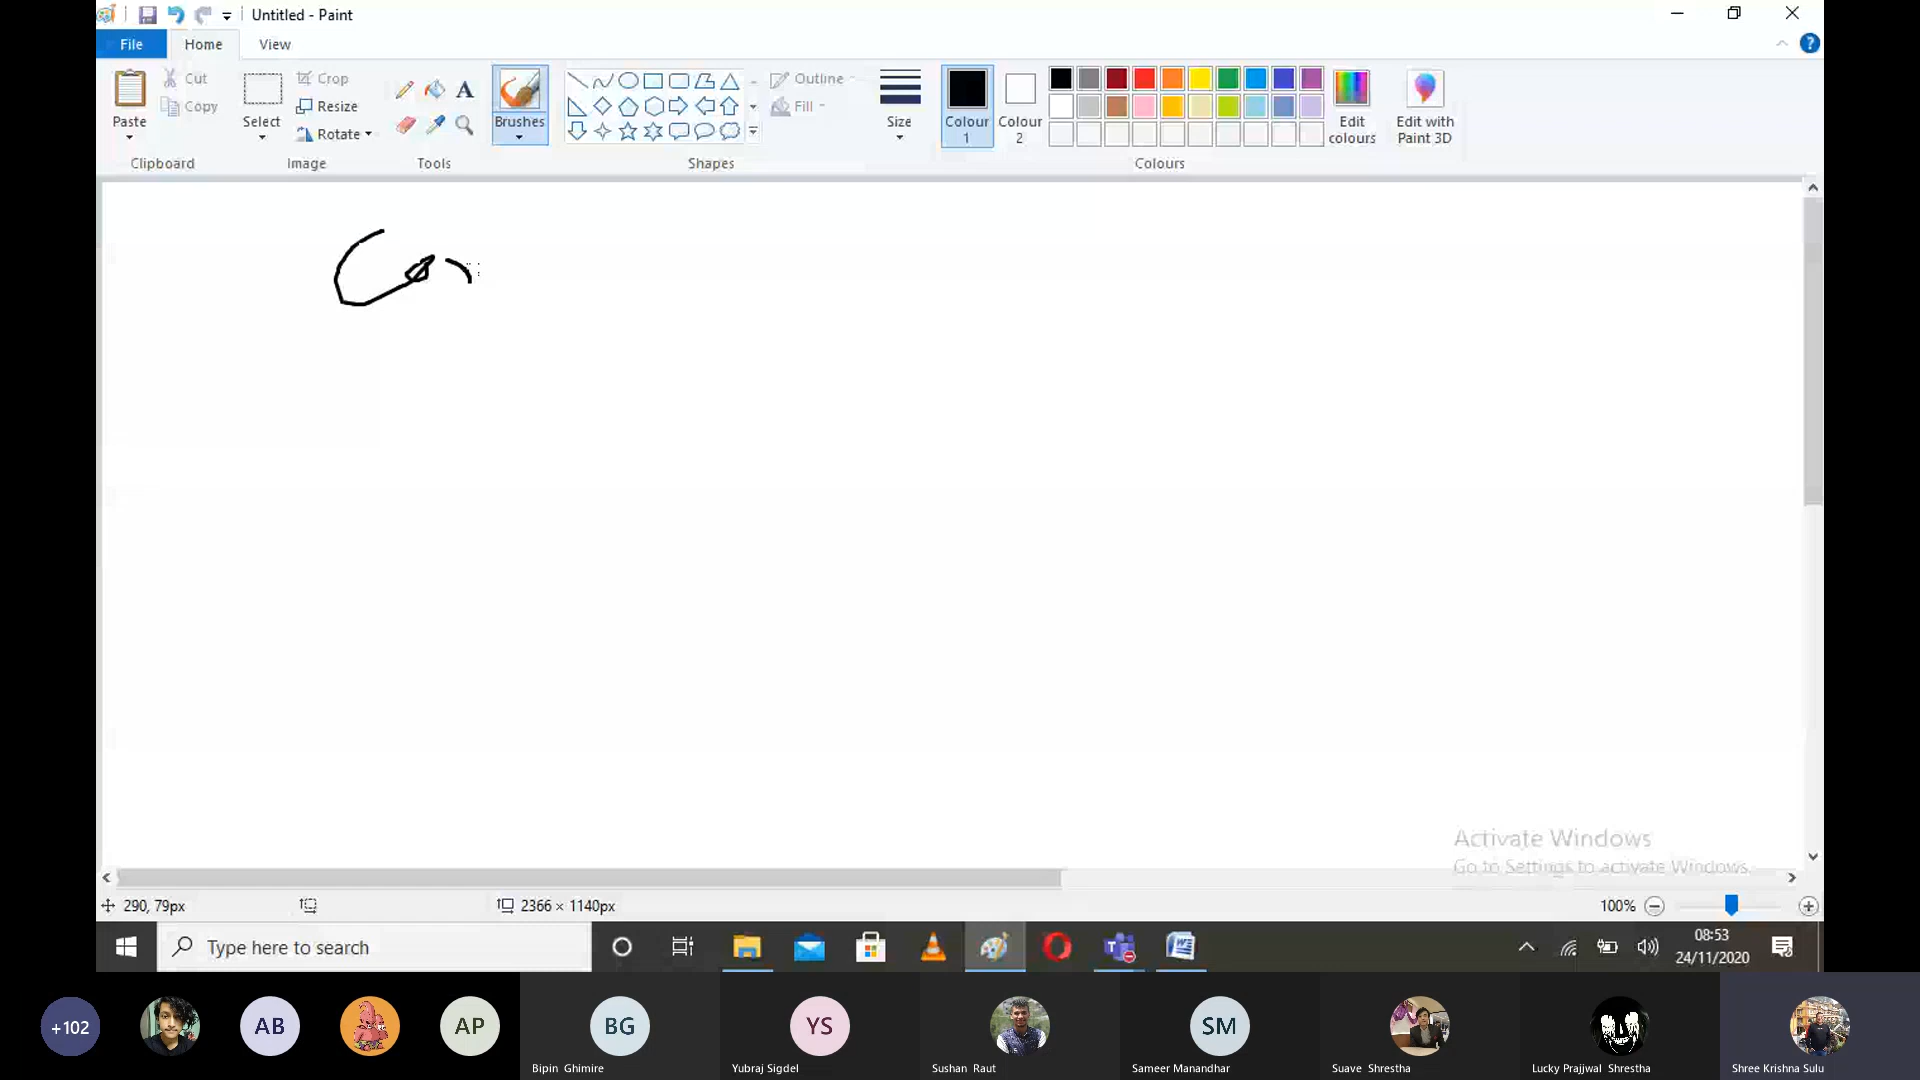 Untitled - Paint
File Home View
Paste
Cut
Copy
Clipboard
Select
Crop
Resize
Rotate
Image
Tools
Brushes
Shapes
Outline
Fill
Size
Colour 1
Colour 2
Colours
Edit colours
Edit with Paint 3D
Activate Windows
Go to Settings to activate Windows.
290, 79px
2366 × 1140px
100%
Type here to search
08:53
24/11/2020
+102
AB
AP
BG
YS
SM
Bipin Ghimire
Yubraj Sigdel
Sushan Raut
Sameer Manandhar
Suave Shrestha
Lucky Prajjwal Shrestha
Shree Krishna Sulu